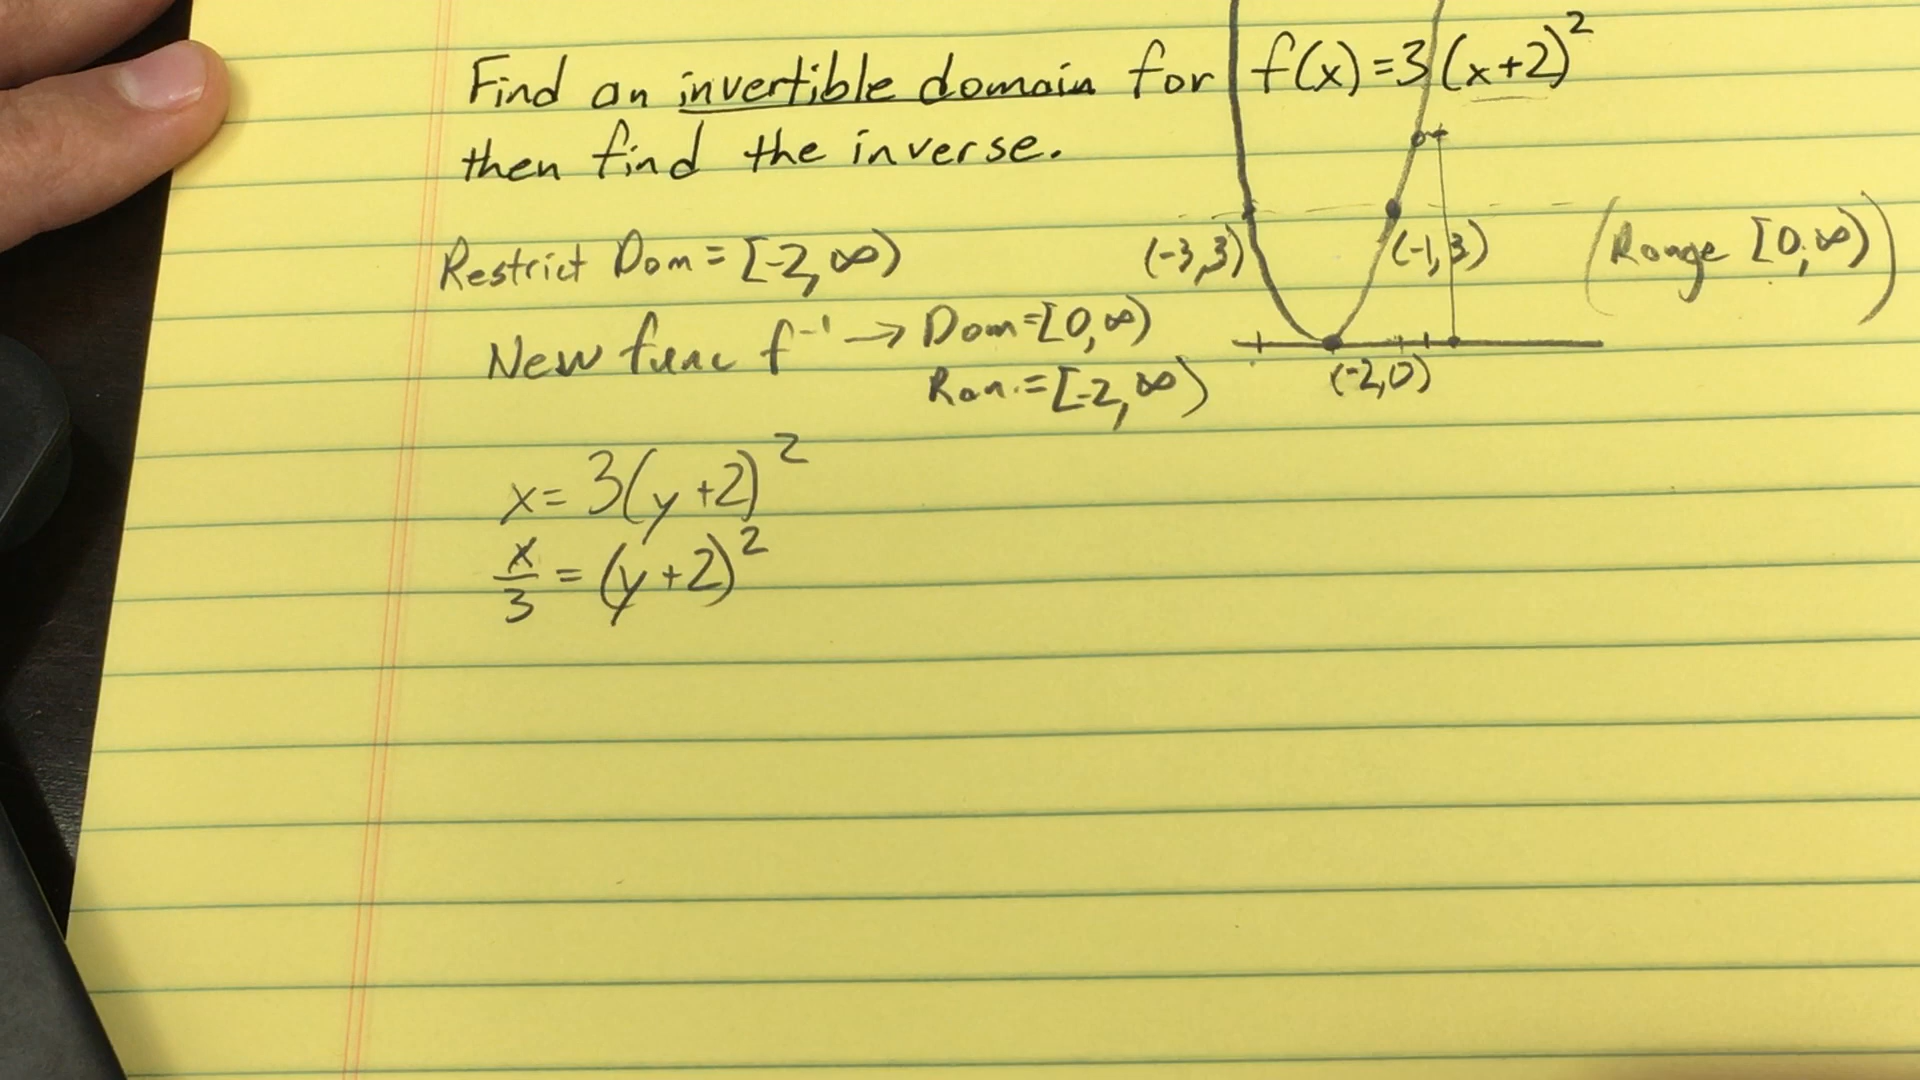 Find an invertible domain for f(x)=3(x+2)²
then find the inverse.
Restrict Dom = [-2,∞)
(-3,3)
(-1,3)
(Range [0,∞))
New func f⁻¹ → Dom=[0,∞)
Ran.=[-2,∞)
(-2,0)
x=3(y+2)²
x/3=(y+2)²